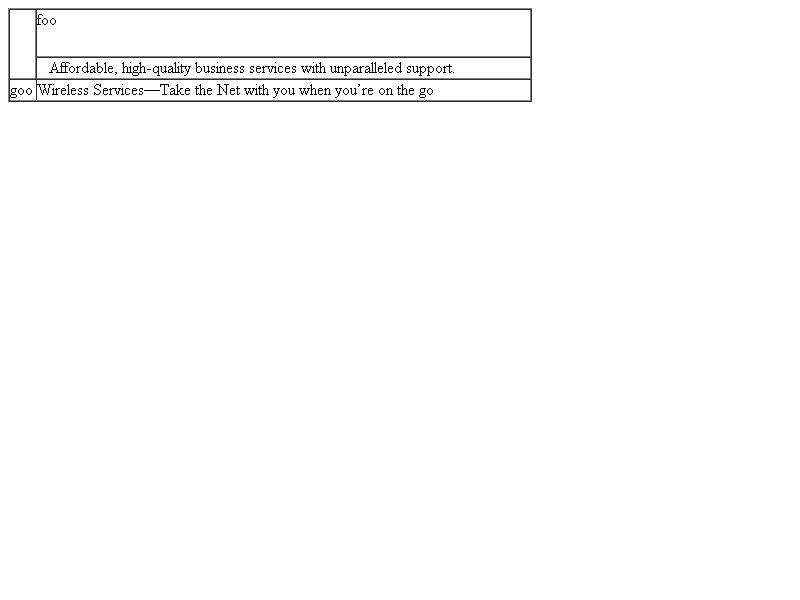 foo
Affordable, high-quality business services with unparalleled support.
goo Wireless Services—Take the Net with you when you’re on the go